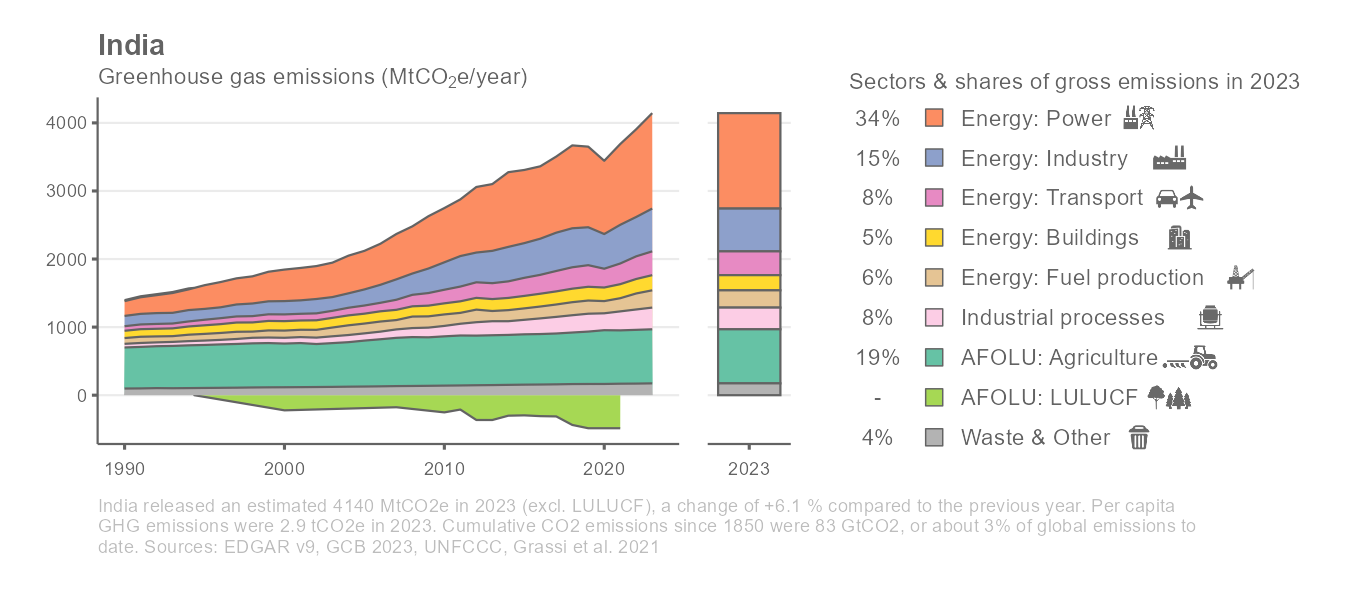 India
Greenhouse gas emissions (MtCO₂e/year)
4000
3000
2000
1000
0
1990 2000 2010 2020
2023
Sectors & shares of gross emissions in 2023
34% Energy: Power
15% Energy: Industry
8% Energy: Transport
5% Energy: Buildings
6% Energy: Fuel production
8% Industrial processes
19% AFOLU: Agriculture
- AFOLU: LULUCF
4% Waste & Other
India released an estimated 4140 MtCO2e in 2023 (excl. LULUCF), a change of +6.1 % compared to the previous year. Per capita
GHG emissions were 2.9 tCO2e in 2023. Cumulative CO2 emissions since 1850 were 83 GtCO2, or about 3% of global emissions to
date. Sources: EDGAR v9, GCB 2023, UNFCCC, Grassi et al. 2021